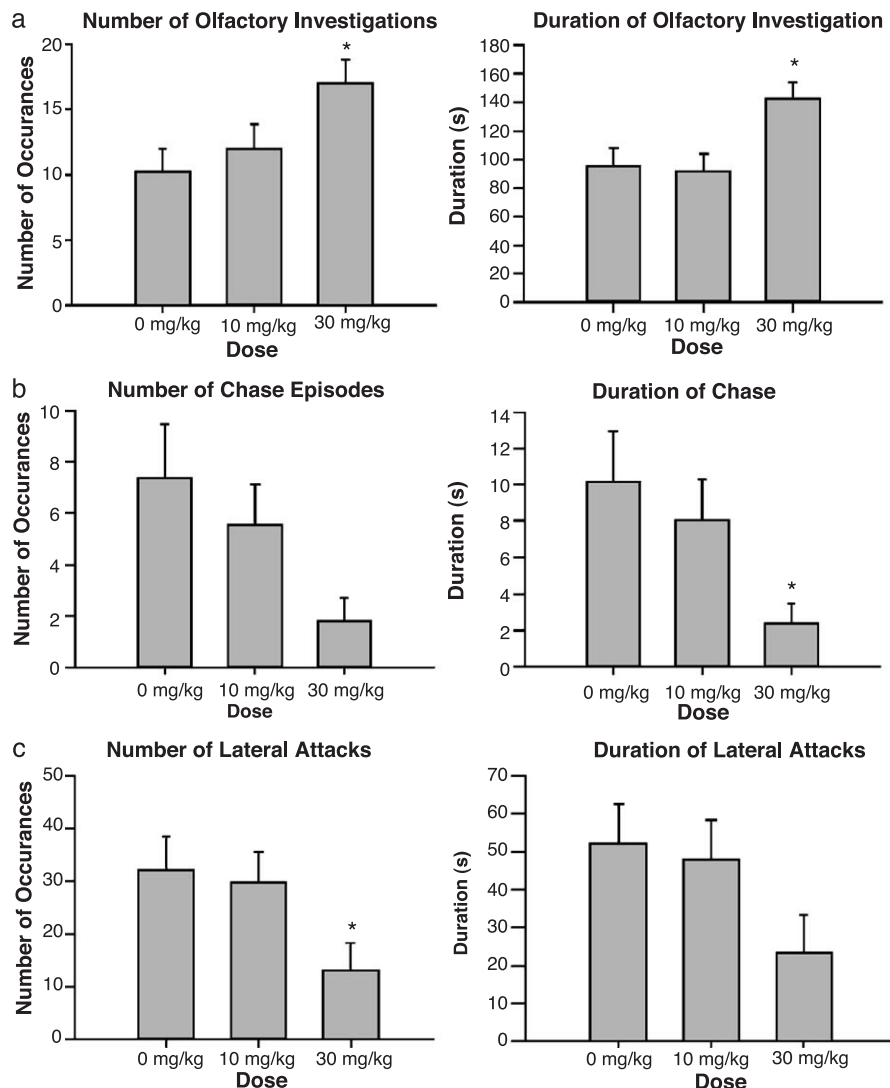 a
Number of Olfactory Investigations
Number of Occurances
20
15
10
5
0
*
0 mg/kg 10 mg/kg 30 mg/kg
Dose
Duration of Olfactory Investigation
Duration (s)
180
160
140
120
100
80
60
40
20
0
*
0 mg/kg 10 mg/kg 30 mg/kg
Dose
b
Number of Chase Episodes
Number of Occurances
10
8
6
4
2
0
0 mg/kg 10 mg/kg 30 mg/kg
Dose
Duration of Chase
Duration (s)
14
12
10
8
6
4
2
0
*
0 mg/kg 10 mg/kg 30 mg/kg
Dose
c
Number of Lateral Attacks
Number of Occurances
50
40
30
20
10
0
*
0 mg/kg 10 mg/kg 30 mg/kg
Dose
Duration of Lateral Attacks
Duration (s)
70
60
50
40
30
20
10
0
0 mg/kg 10 mg/kg 30 mg/kg
Dose